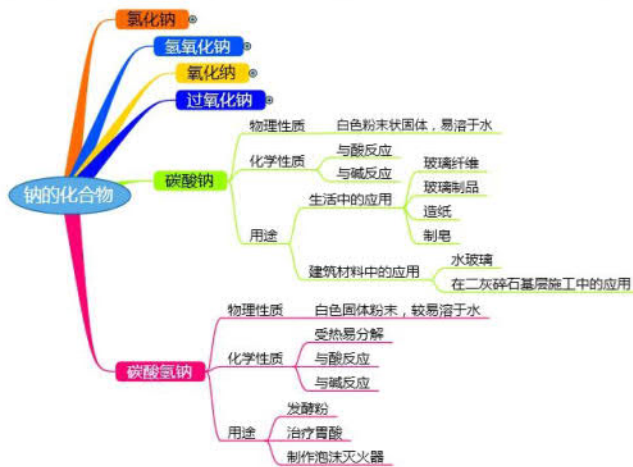 氯化钠
氢氧化钠
氧化纳
过氧化钠
钠的化合物
碳酸钠
物理性质
白色粉末状固体，易溶于水
化学性质
与酸反应
与碱反应
用途
生活中的应用
玻璃纤维
玻璃制品
造纸
制皂
建筑材料中的应用
水玻璃
在二灰碎石基层施工中的应用
碳酸氢钠
物理性质
白色固体粉末，较易溶于水
化学性质
受热易分解
与酸反应
与碱反应
用途
发酵粉
治疗胃酸
制作泡沫灭火器